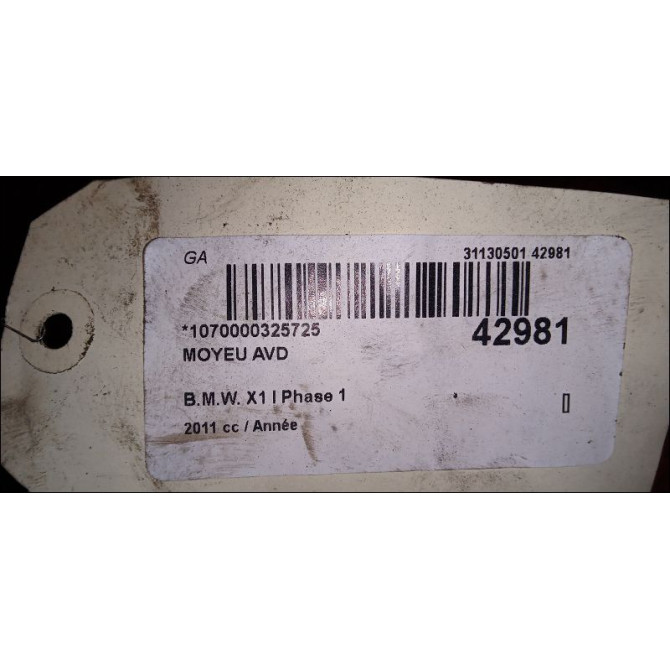 GA 31130501 42981
*1070000325725 42981
MOYEU AVD
B.M.W. X1 I Phase 1
2011 cc / Année